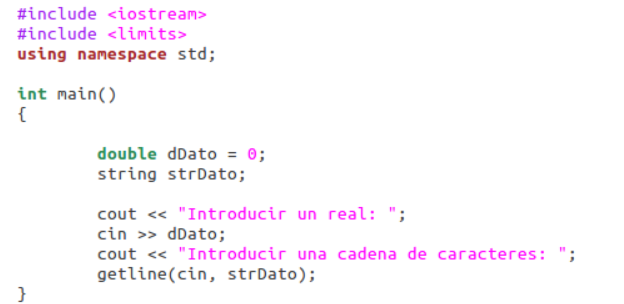 #include <iostream>
#include <limits>
using namespace std;
int main()
{
double dDato = 0;
string strDato;
cout << "Introducir un real: ";
cin >> dDato;
cout << "Introducir una cadena de caracteres: ";
getline(cin, strDato);
}